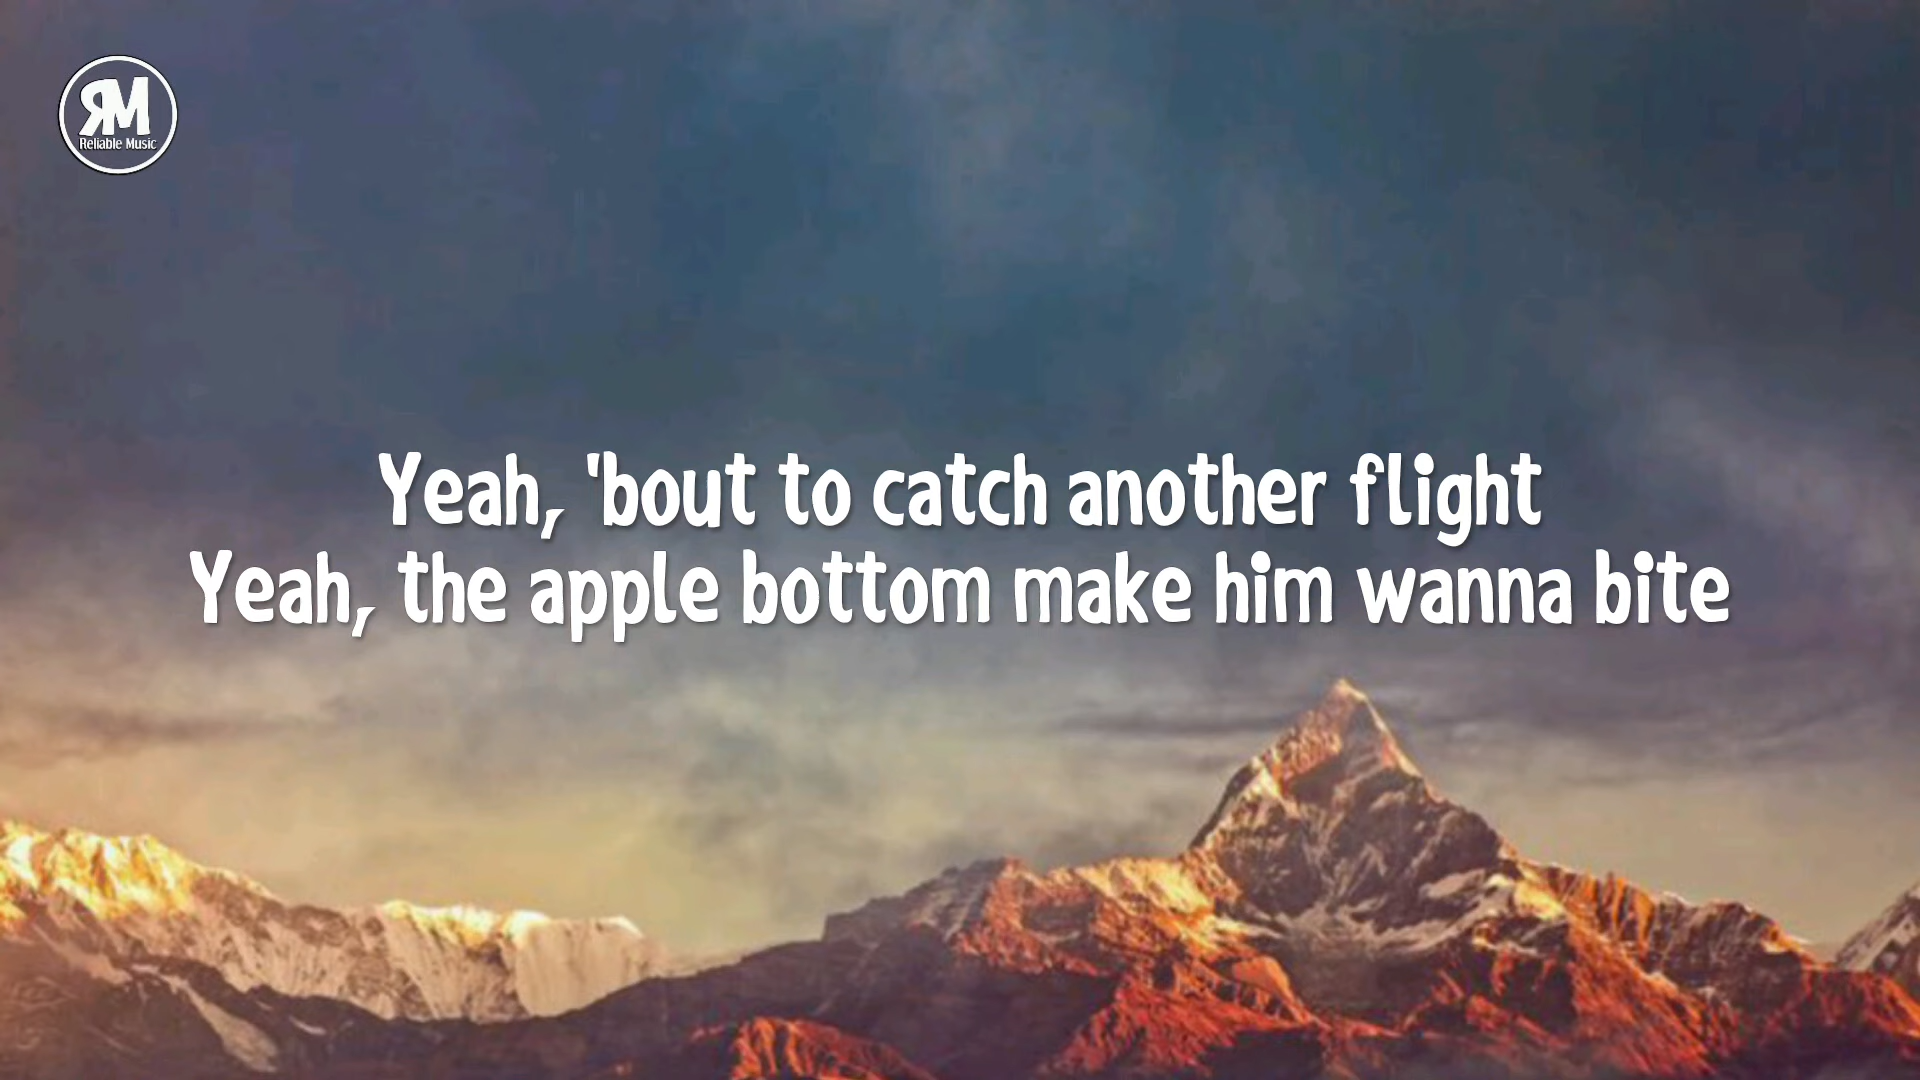 RM
Reliable Music
Yeah, 'bout to catch another flight
Yeah, the apple bottom make him wanna bite